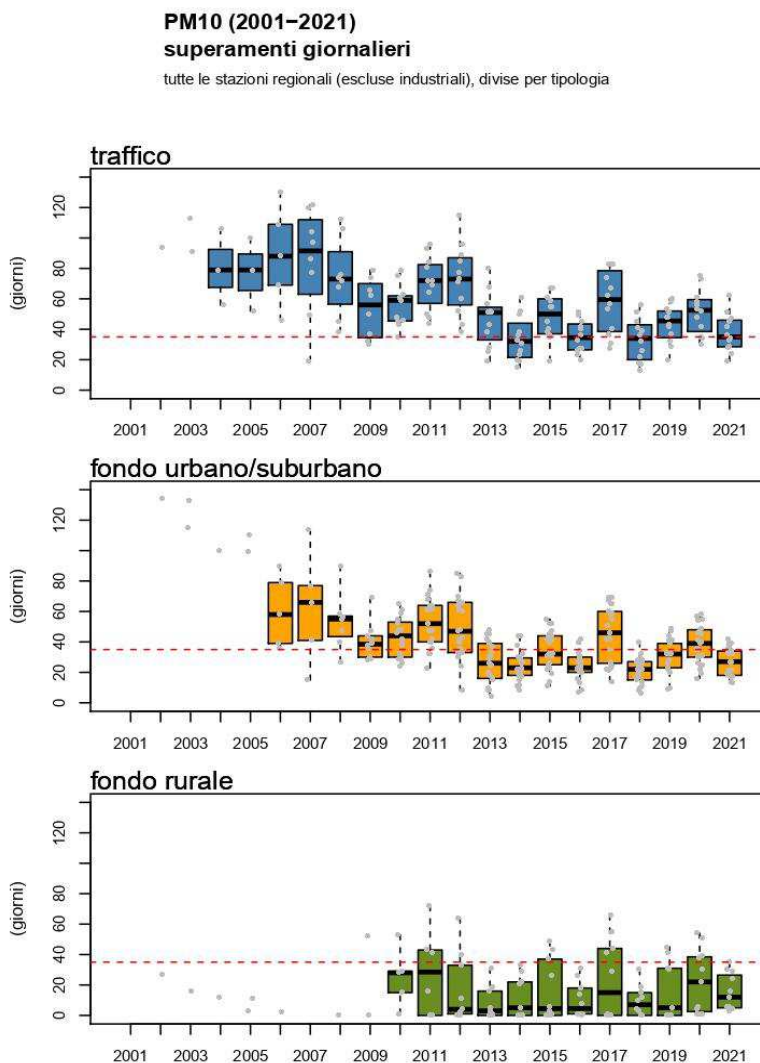 PM10 (2001−2021)
superamenti giornalieri
tutte le stazioni regionali (escluse industriali), divise per tipologia
traffico
(giorni)
120
80
60
40
20
0
2001 2003 2005 2007 2009 2011 2013 2015 2017 2019 2021
fondo urbano/suburbano
(giorni)
120
80
60
40
20
0
2001 2003 2005 2007 2009 2011 2013 2015 2017 2019 2021
fondo rurale
(giorni)
120
80
60
40
20
0
2001 2003 2005 2007 2009 2011 2013 2015 2017 2019 2021